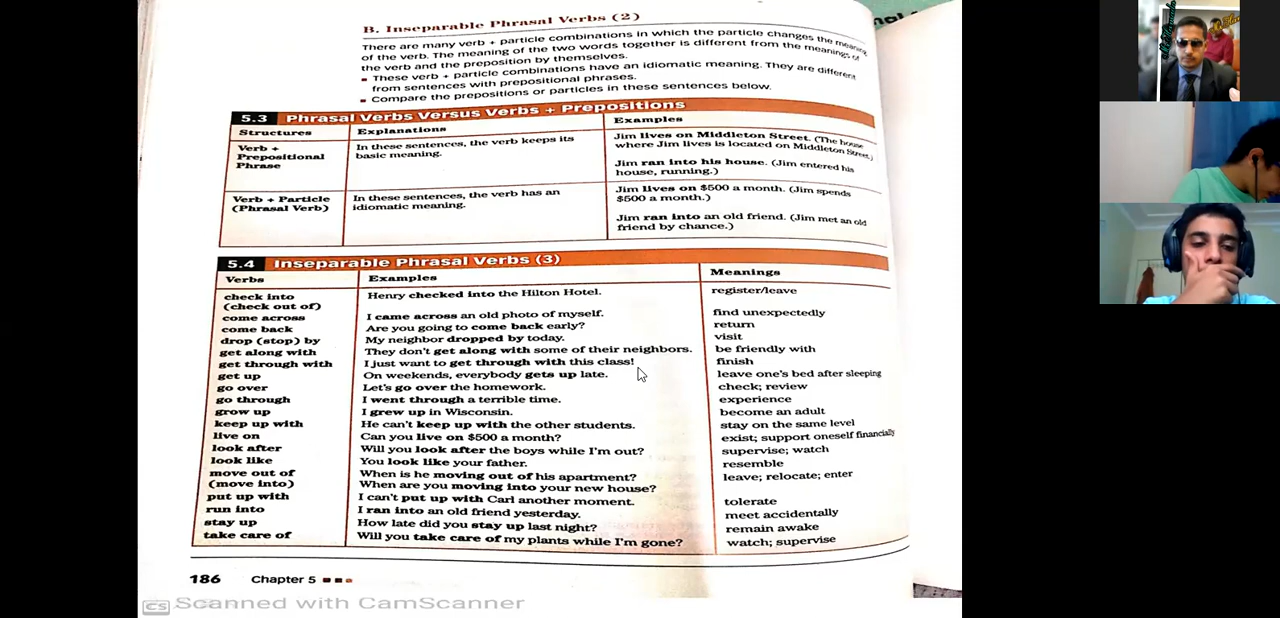 B. Inseparable Phrasal Verbs (2)
There are many verb + particle combinations in which the particle changes the meaning
of the verb. The meaning of the two words together is different from the meanings of
the verb and the preposition by themselves.
▪ These verb + particle combinations have an idiomatic meaning. They are different
from sentences with prepositional phrases.
▪ Compare the prepositions or particles in these sentences below.
5.3 Phrasal Verbs Versus Verbs + Prepositions
Structures Explanations Examples
Verb +
Prepositional
Phrase
In these sentences, the verb keeps its
basic meaning.
Jim lives on Middleton Street. (The house
where Jim lives is located on Middleton Street.)
Jim ran into his house. (Jim entered his
house, running.)
Verb + Particle
(Phrasal Verb)
In these sentences, the verb has an
idiomatic meaning.
Jim lives on $500 a month. (Jim spends
$500 a month.)
Jim ran into an old friend. (Jim met an old
friend by chance.)
5.4 Inseparable Phrasal Verbs (3)
Verbs Examples Meanings
check into Henry checked into the Hilton Hotel. register/leave
(check out of)
come across I came across an old photo of myself. find unexpectedly
come back Are you going to come back early? return
drop (stop) by My neighbor dropped by today. visit
get along with They don't get along with some of their neighbors. be friendly with
get through with I just want to get through with this class! finish
get up On weekends, everybody gets up late. leave one's bed after sleeping
go over Let's go over the homework. check; review
go through I went through a terrible time. experience
grow up I grew up in Wisconsin. become an adult
keep up with He can't keep up with the other students. stay on the same level
live on Can you live on $500 a month? exist; support oneself financially
look after Will you look after the boys while I'm out? supervise; watch
look like You look like your father. resemble
move out of When is he moving out of his apartment? leave; relocate; enter
(move into) When are you moving into your new house?
put up with I can't put up with Carl another moment. tolerate
run into I ran into an old friend yesterday. meet accidentally
stay up How late did you stay up last night? remain awake
take care of Will you take care of my plants while I'm gone? watch; supervise
186 Chapter 5
CS Scanned with CamScanner